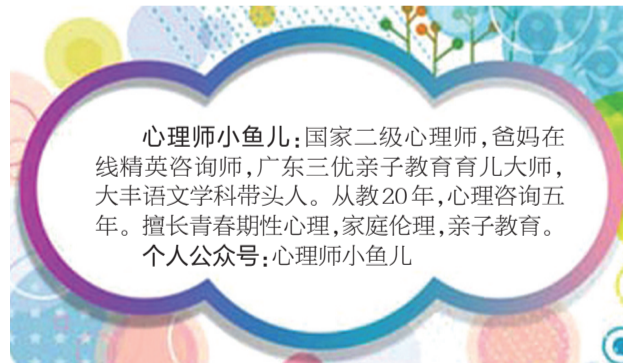 心理师小鱼儿:国家二级心理师,爸妈在
线精英咨询师,广东三优亲子教育育儿大师,
大丰语文学科带头人。从教20年,心理咨询五
年。擅长青春期性心理,家庭伦理,亲子教育。
个人公众号:心理师小鱼儿